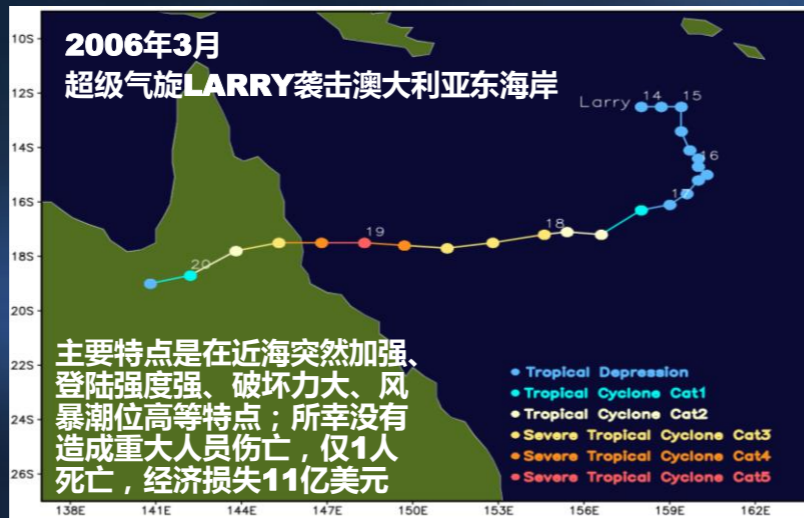 2006年3月
超级气旋LARRY袭击澳大利亚东海岸
10S
12S
14S
16S
18S
20S
22S
24S
26S
Larry
14
15
16
17
18
19
20
主要特点是在近海突然加强、
登陆强度强、破坏力大、风
暴潮位高等特点；所幸没有
造成重大人员伤亡，仅1人
死亡，经济损失11亿美元
Tropical Depression
Tropical Cyclone Cat1
Tropical Cyclone Cat2
Severe Tropical Cyclone Cat3
Severe Tropical Cyclone Cat4
Severe Tropical Cyclone Cat5
138E 141E 144E 147E 150E 153E 156E 159E 162E